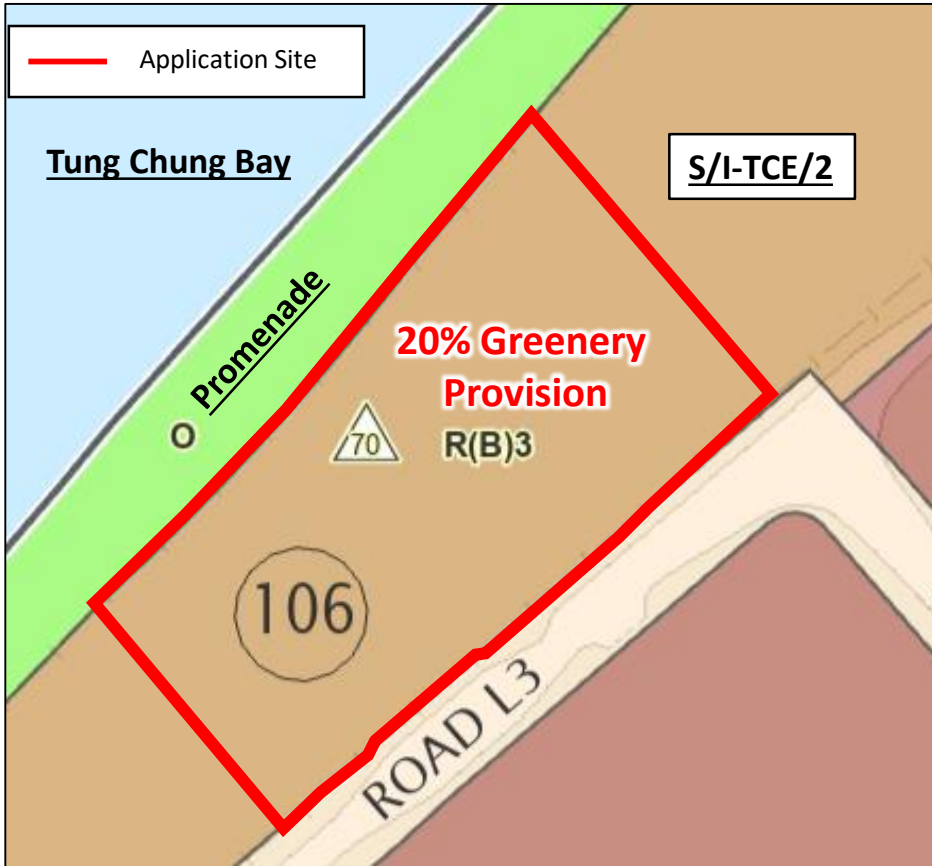 Application Site
Tung Chung Bay
S/I-TCE/2
Promenade
20% Greenery
Provision
O
70
R(B)3
106
ROAD L3